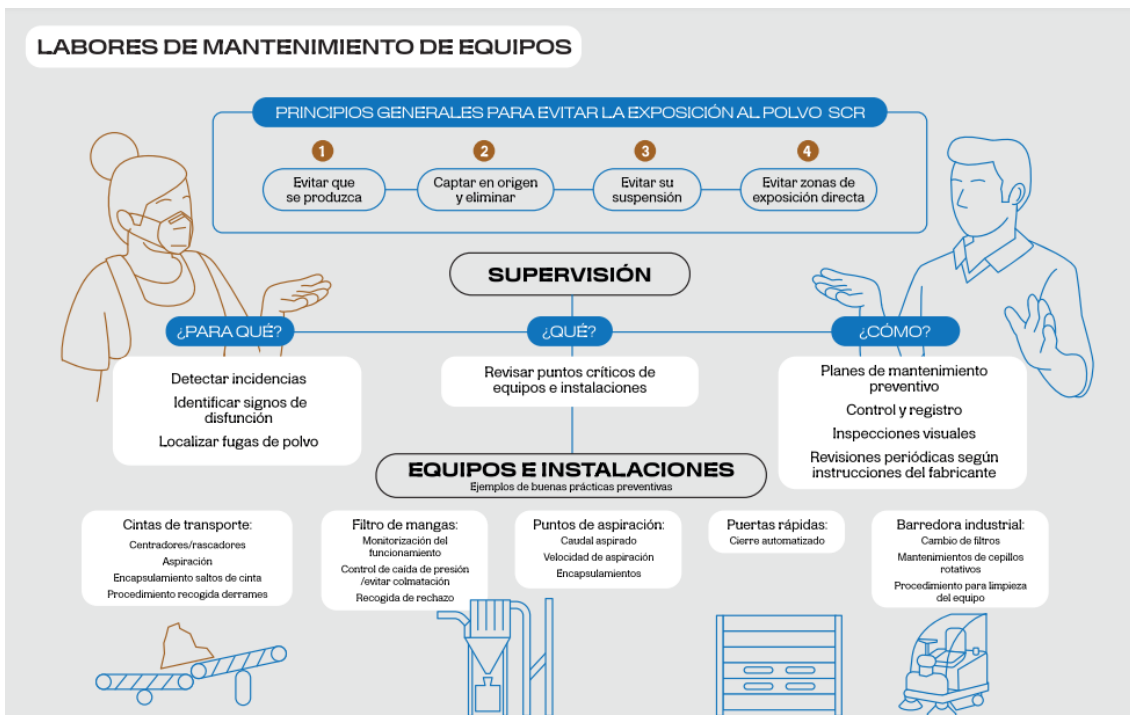 LABORES DE MANTENIMIENTO DE EQUIPOS
PRINCIPIOS GENERALES PARA EVITAR LA EXPOSICIÓN AL POLVO SCR
1
Evitar que
se produzca
2
Captar en origen
y eliminar
3
Evitar su
suspensión
4
Evitar zonas de
exposición directa
SUPERVISIÓN
¿PARA QUÉ?
Detectar incidencias
Identificar signos de
disfunción
Localizar fugas de polvo
¿QUÉ?
Revisar puntos críticos de
equipos e instalaciones
¿CÓMO?
Planes de mantenimiento
preventivo
Control y registro
Inspecciones visuales
Revisiones periódicas según
instrucciones del fabricante
EQUIPOS E INSTALACIONES
Ejemplos de buenas prácticas preventivas
Cintas de transporte:
Centradores/rascadores
Aspiración
Encapsulamiento saltos de cinta
Procedimiento recogida derrames
Filtro de mangas:
Monitorización del
funcionamiento
Control de caída de presión
/evitar colmatación
Recogida de rechazo
Puntos de aspiración:
Caudal aspirado
Velocidad de aspiración
Encapsulamientos
Puertas rápidas:
Cierre automatizado
Barredora industrial:
Cambio de filtros
Mantenimientos de cepillos
rotativos
Procedimiento para limpieza
del equipo